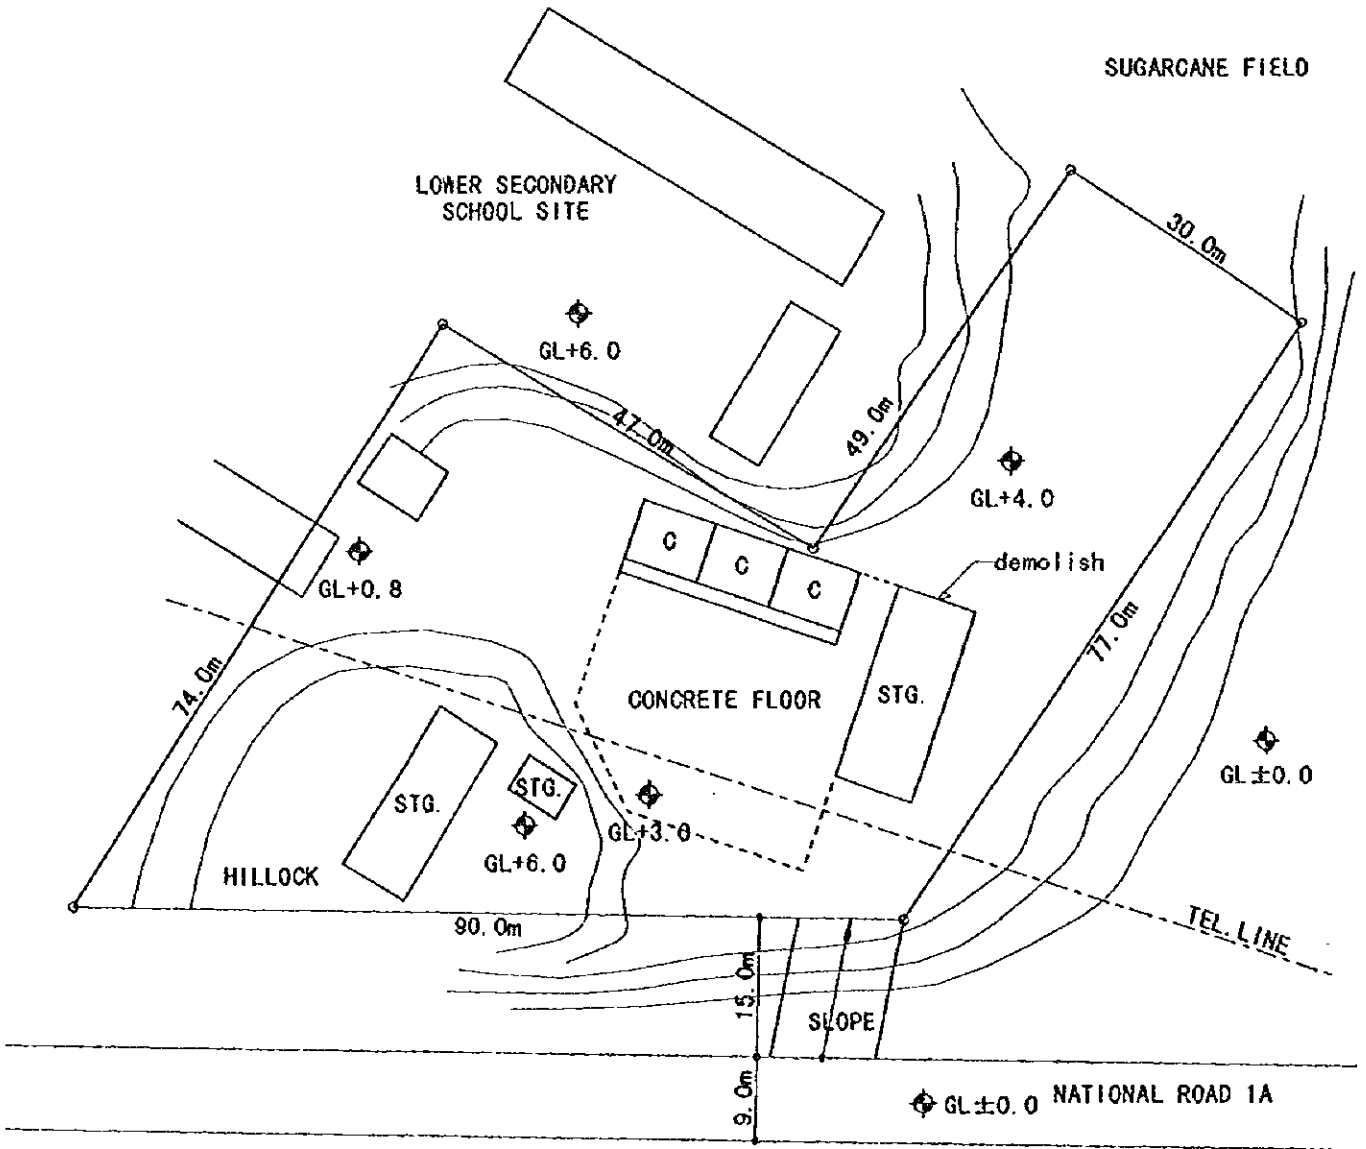 SUGARCANE FIELD
LOWER SECONDARY
SCHOOL SITE
30.0m
GL+6.0
47.0m
49.0m
GL+4.0
C
C
C
demolish
GL+0.8
77.0m
74.0m
CONCRETE FLOOR
STG.
GL±0.0
STG.
STG.
GL+3.0
GL+6.0
HILLOCK
90.0m
TEL. LINE
15.0m
SLOPE
9.0m
GL±0.0
NATIONAL ROAD 1A